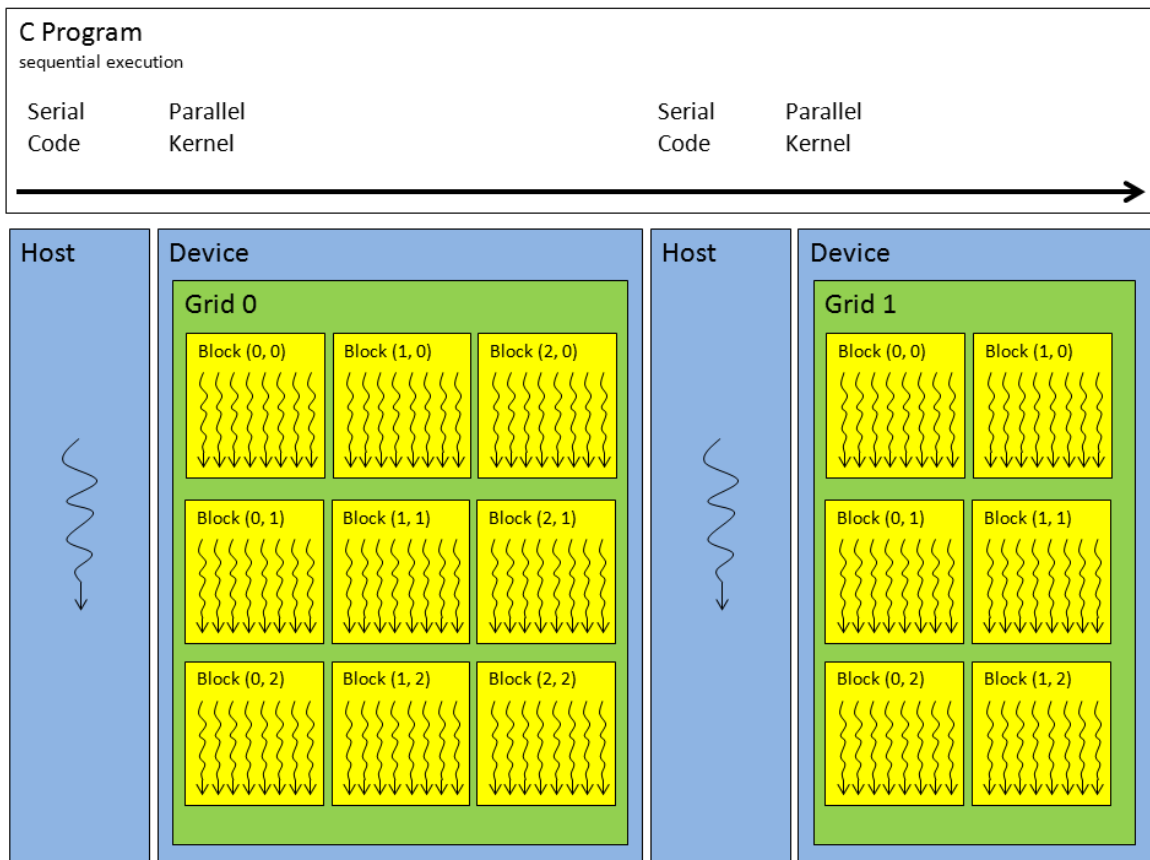 C Program
sequential execution
Serial Parallel Serial Parallel
Code Kernel Code Kernel
Host Device Host Device
Grid 0 Grid 1
Block (0, 0) Block (1, 0) Block (2, 0) Block (0, 0) Block (1, 0)
Block (0, 1) Block (1, 1) Block (2, 1) Block (0, 1) Block (1, 1)
Block (0, 2) Block (1, 2) Block (2, 2) Block (0, 2) Block (1, 2)